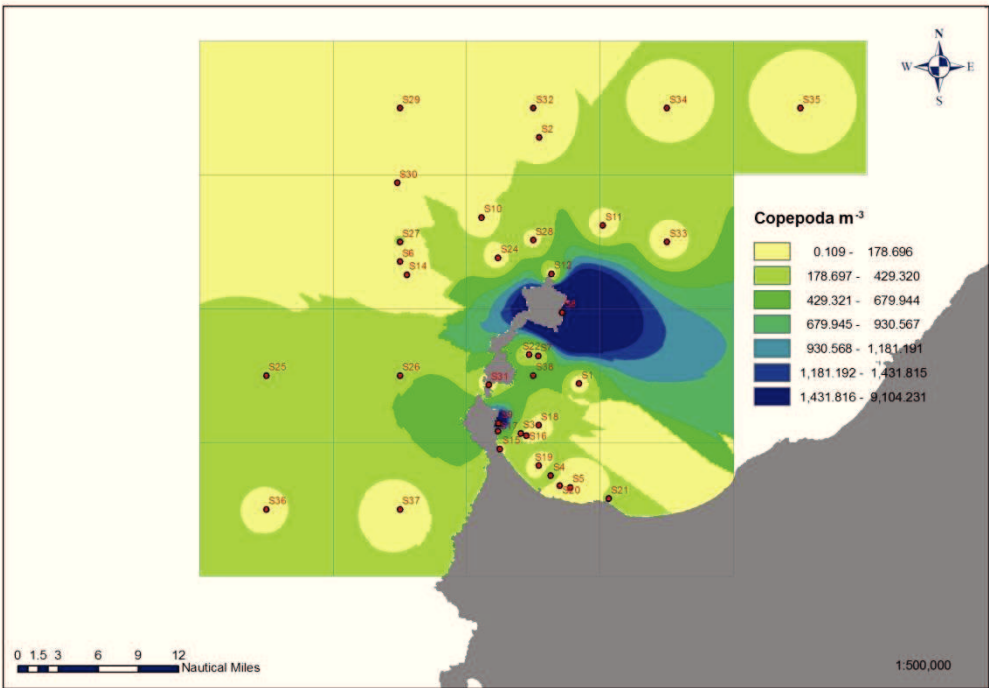 N
W E
S
S29
S32
S34
S35
S2
S30
S10
S11
S27
S28
S33
S6
S24
S14
S12
S8
S22
S7
S25
S26
S31
S38
S1
S9
S18
S17
S3
S16
S15
S19
S4
S5
S20
S21
S36
S37
Copepoda m-3
0.109 - 178.696
178.697 - 429.320
429.321 - 679.944
679.945 - 930.567
930.568 - 1,181.191
1,181.192 - 1,431.815
1,431.816 - 9,104.231
0 1.5 3 6 9 12
Nautical Miles
1:500,000